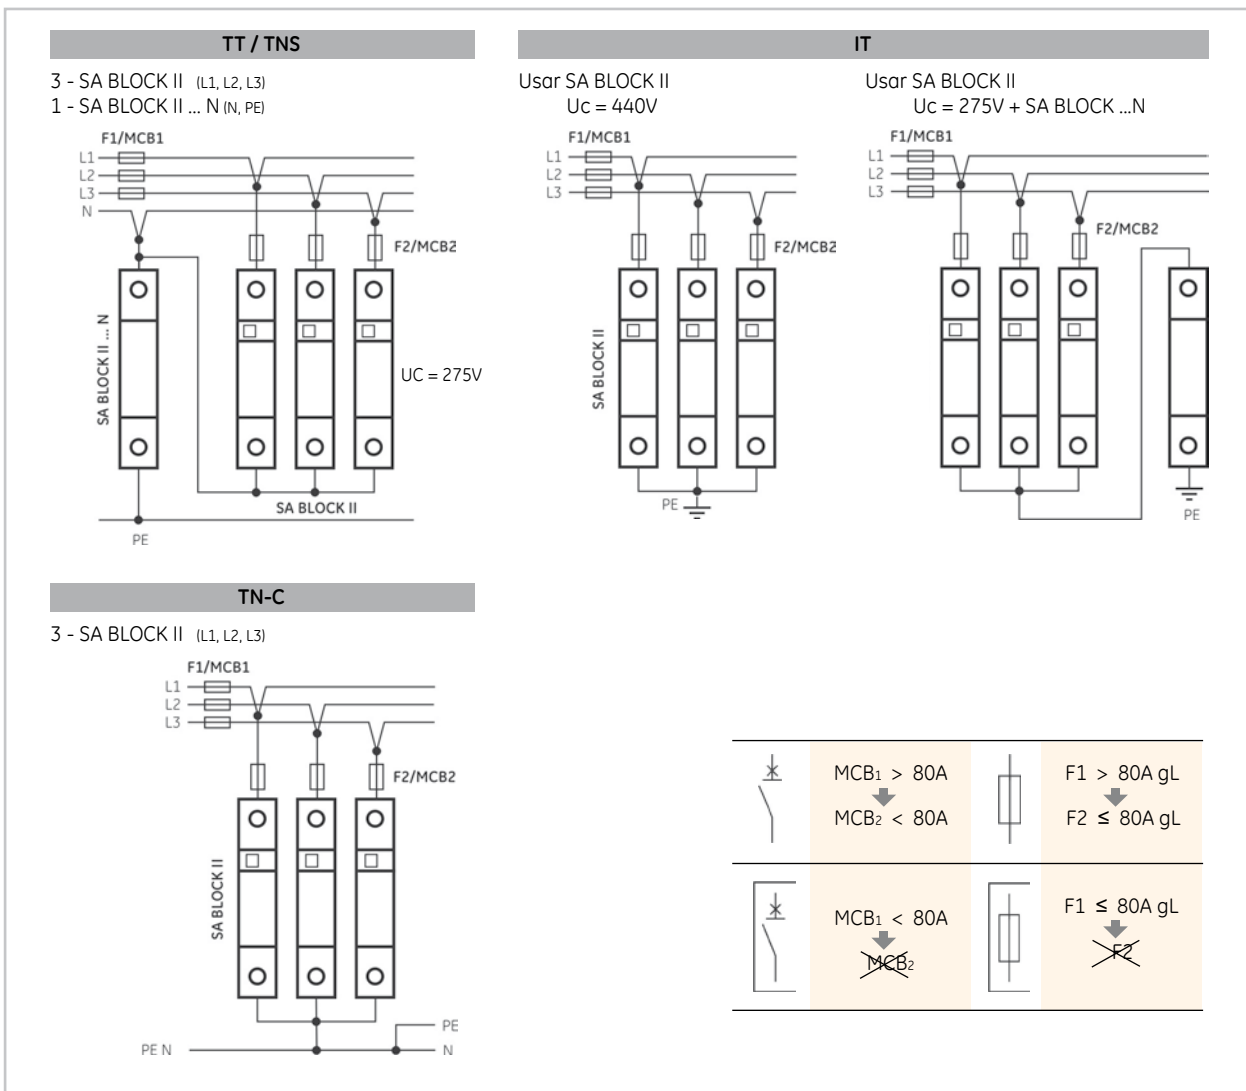 TT / TNS
3 - SA BLOCK II (L1, L2, L3)
1 - SA BLOCK II ... N (N, PE)
F1/MCB1
L1
L2
L3
N
F2/MCB2
SA BLOCK II ... N
UC = 275V
SA BLOCK II
PE
IT
Usar SA BLOCK II
Uc = 440V
F1/MCB1
L1
L2
L3
F2/MCB2
SA BLOCK II
PE
Usar SA BLOCK II
Uc = 275V + SA BLOCK ...N
F1/MCB1
L1
L2
L3
F2/MCB2
PE
TN-C
3 - SA BLOCK II (L1, L2, L3)
F1/MCB1
L1
L2
L3
F2/MCB2
SA BLOCK II
PE
PE N
N
MCB1 > 80A
MCB2 < 80A
F1 > 80A gL
F2 ≤ 80A gL
MCB1 < 80A
MCB2
F1 ≤ 80A gL
F2